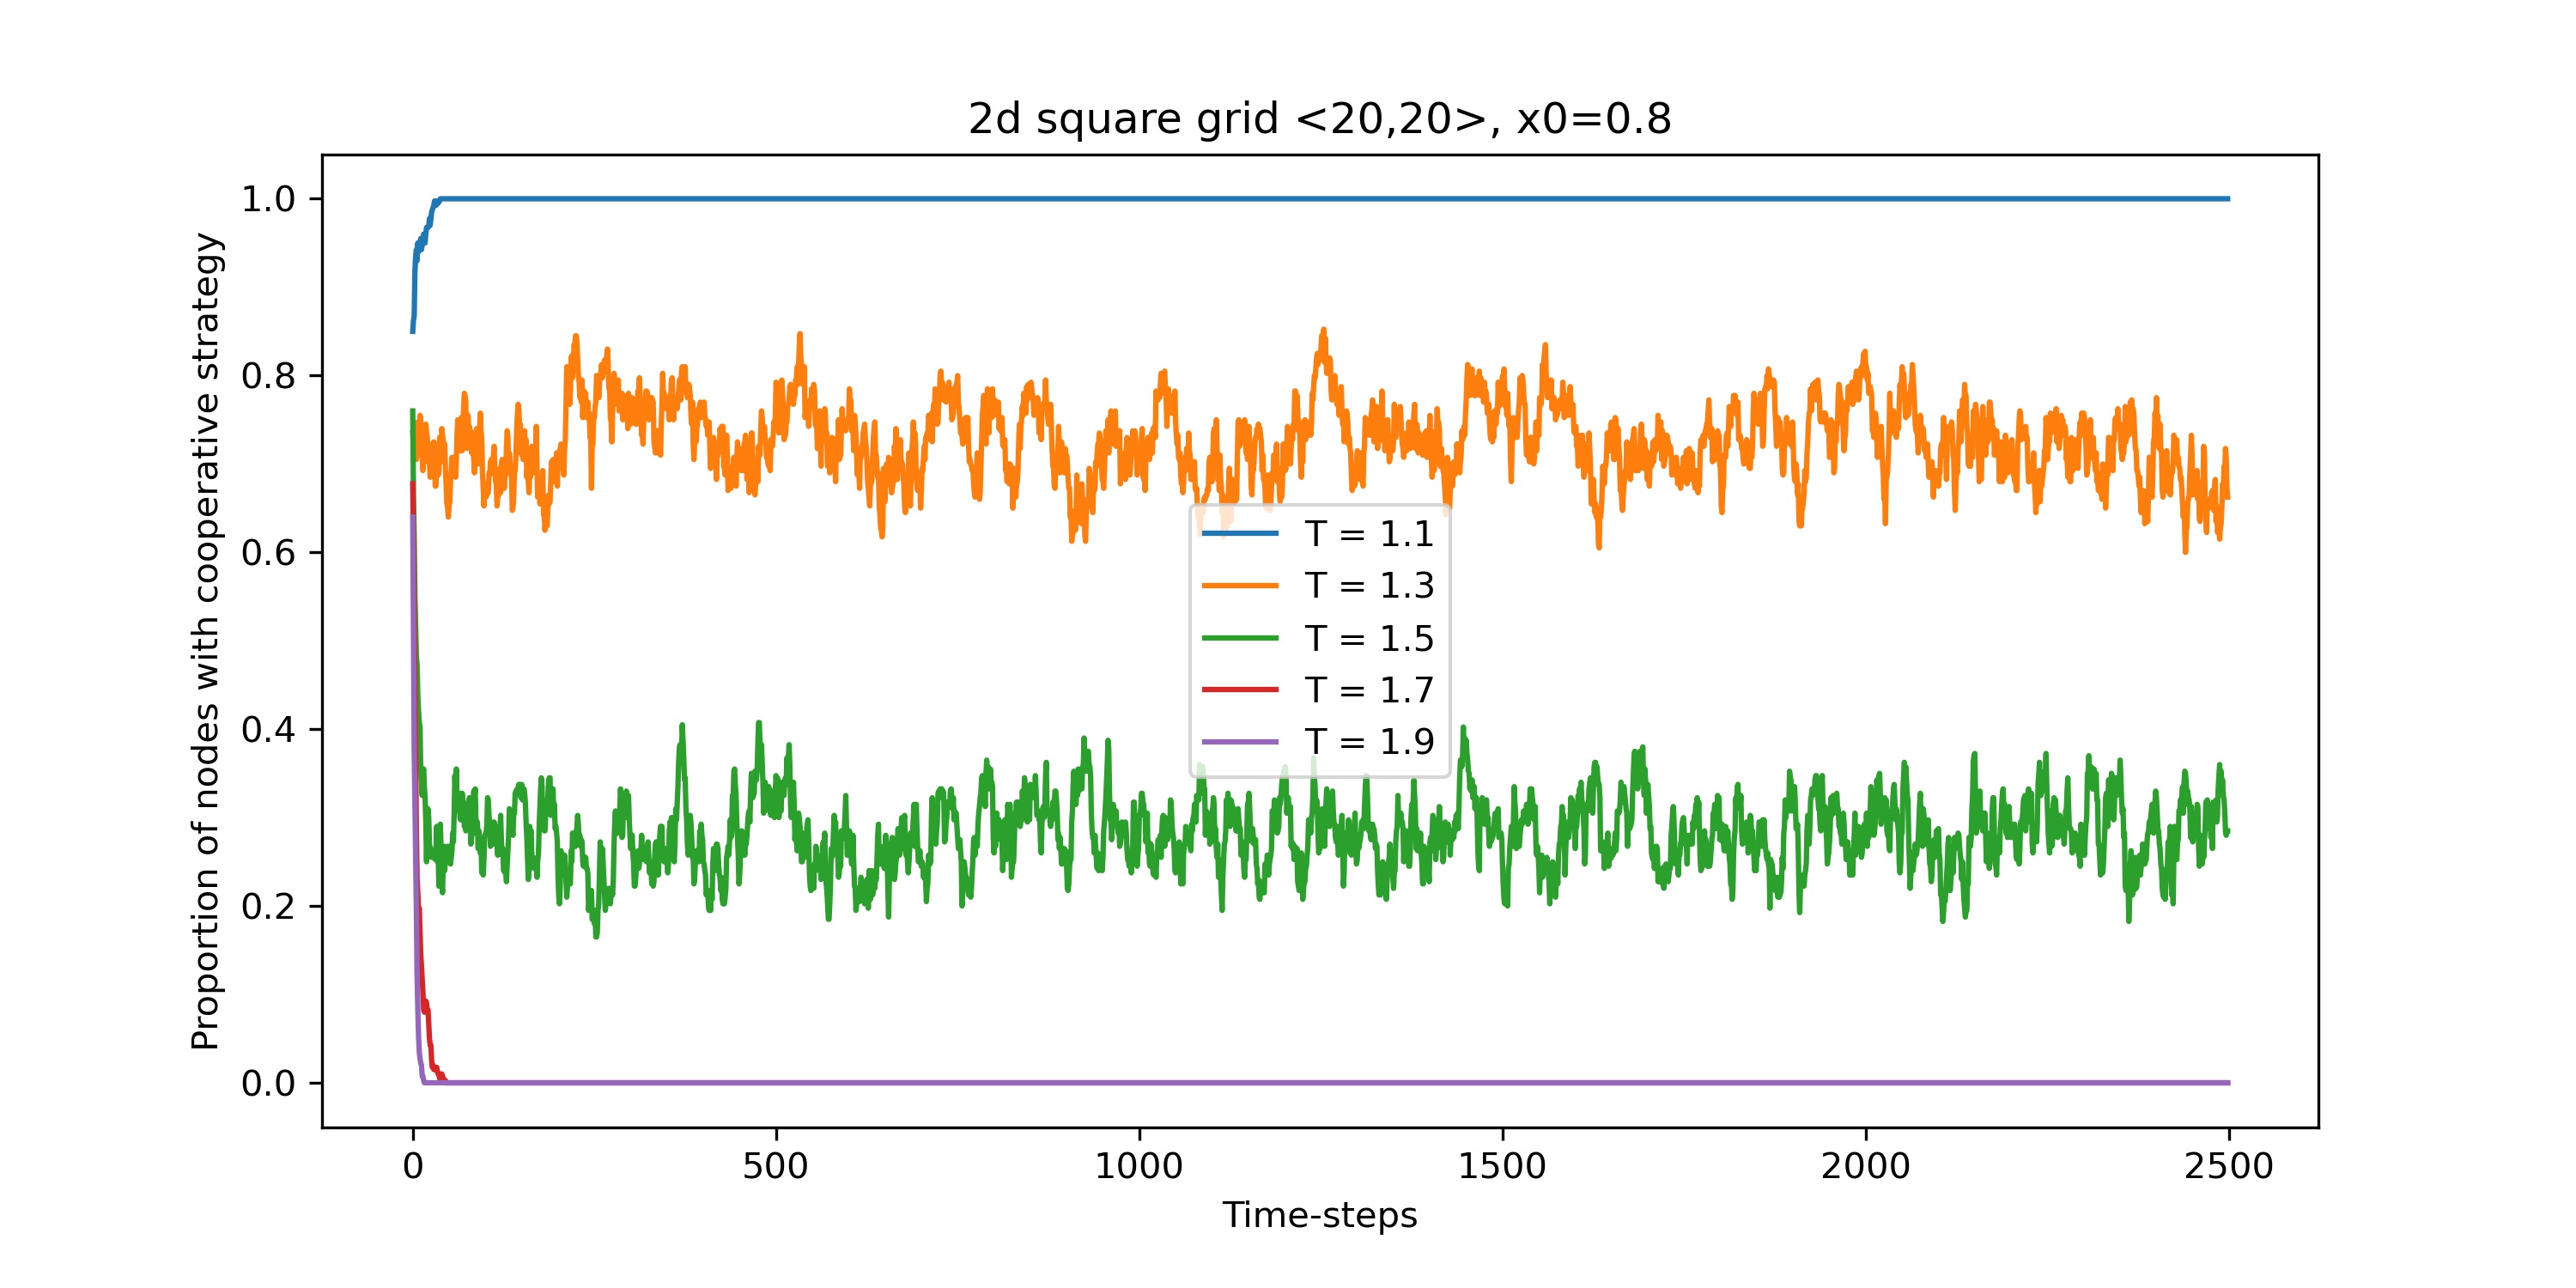 2d square grid <20,20>, x0=0.8
Proportion of nodes with cooperative strategy
1.0
0.8
0.6
0.4
0.2
0.0
T = 1.1
T = 1.3
T = 1.5
T = 1.7
T = 1.9
0 500 1000 1500 2000 2500
Time-steps